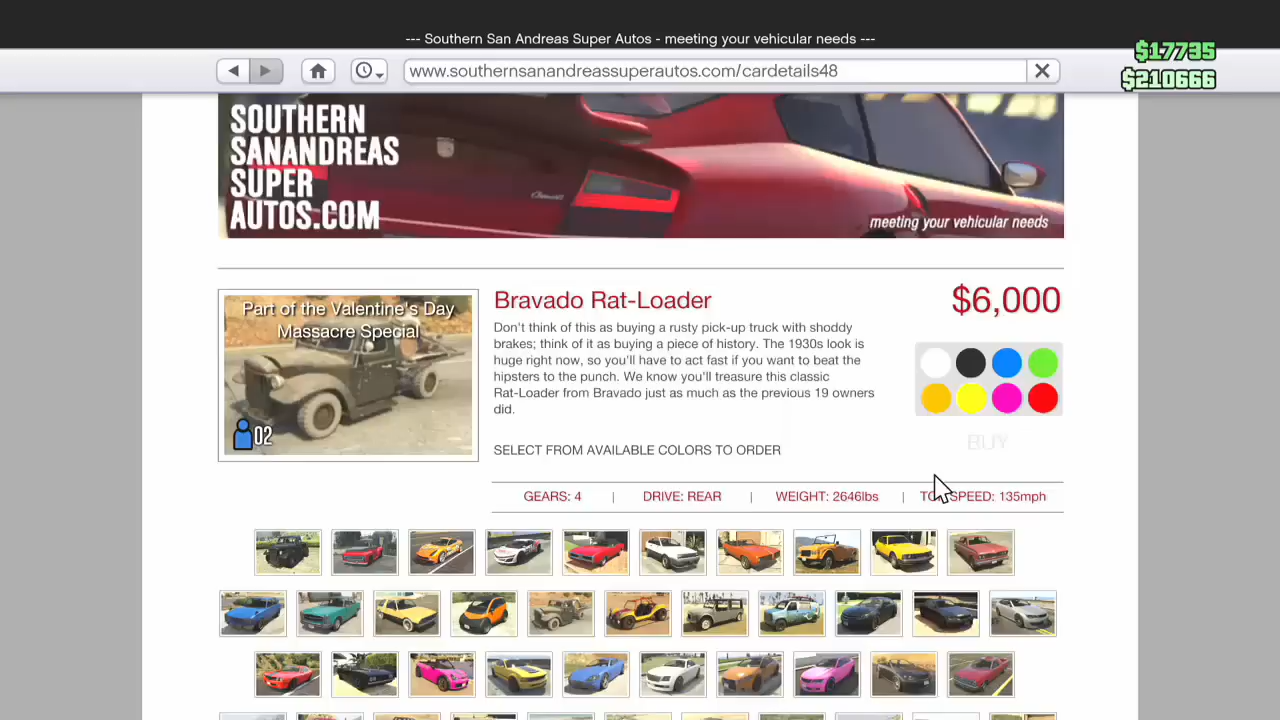 --- Southern San Andreas Super Autos - meeting your vehicular needs ---
$17735
$210666
www.southernsanandreassuperautos.com/cardetails48
SOUTHERN
SANANDREAS
SUPER
AUTOS.COM
meeting your vehicular needs
Part of the Valentine's Day
Massacre Special
02
Bravado Rat-Loader
$6,000
Don't think of this as buying a rusty pick-up truck with shoddy
brakes; think of it as buying a piece of history. The 1930s look is
huge right now, so you'll have to act fast if you want to beat the
hipsters to the punch. We know you'll treasure this classic
Rat-Loader from Bravado just as much as the previous 19 owners
did.
SELECT FROM AVAILABLE COLORS TO ORDER
BUY
GEARS: 4 | DRIVE: REAR | WEIGHT: 2646lbs | TOP SPEED: 135mph